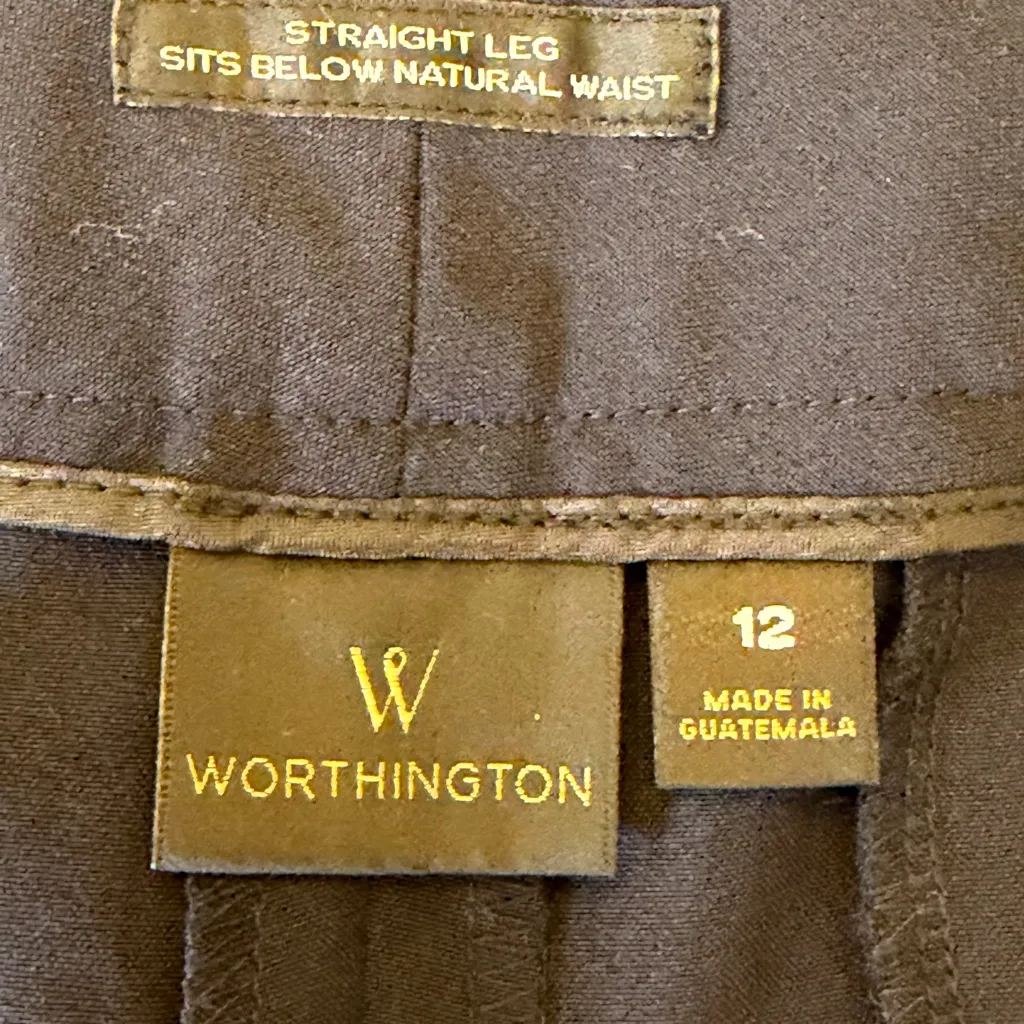 STRAIGHT LEG
SITS BELOW NATURAL WAIST
W
WORTHINGTON
12
MADE IN
GUATEMALA